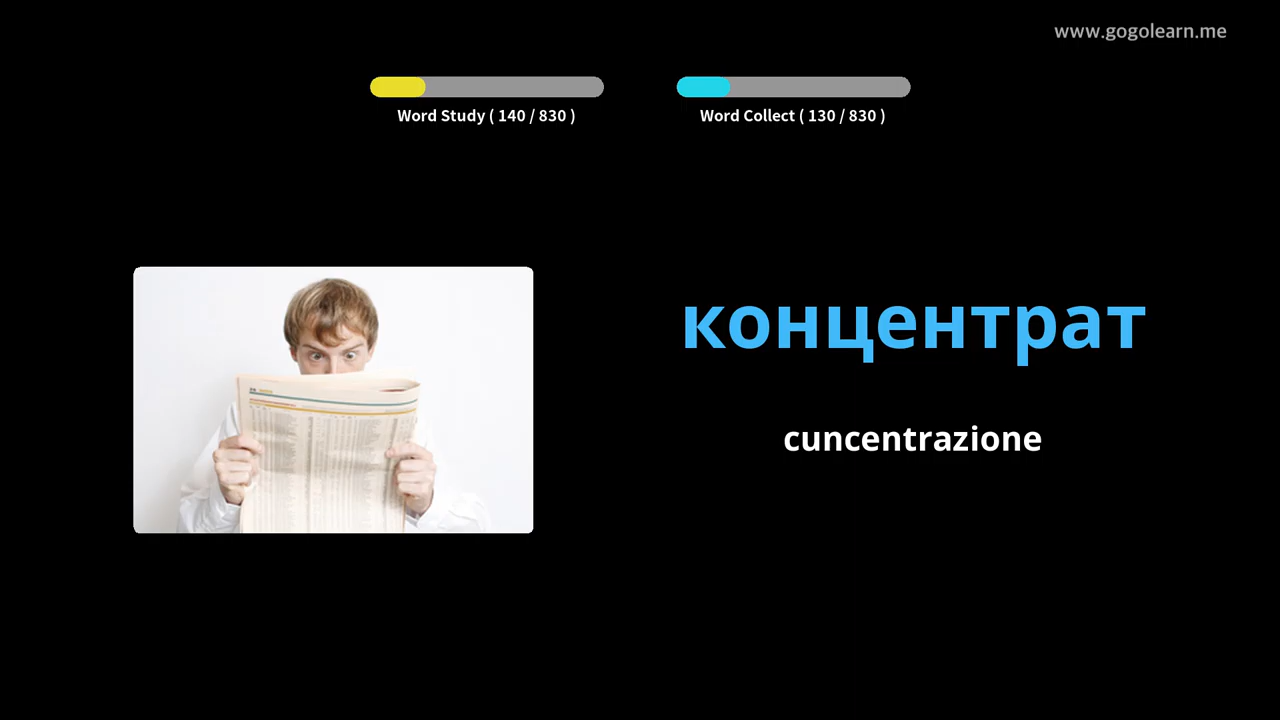 www.gogolearn.me
Word Study ( 140 / 830 )
Word Collect ( 130 / 830 )
концентрат
cuncentrazione